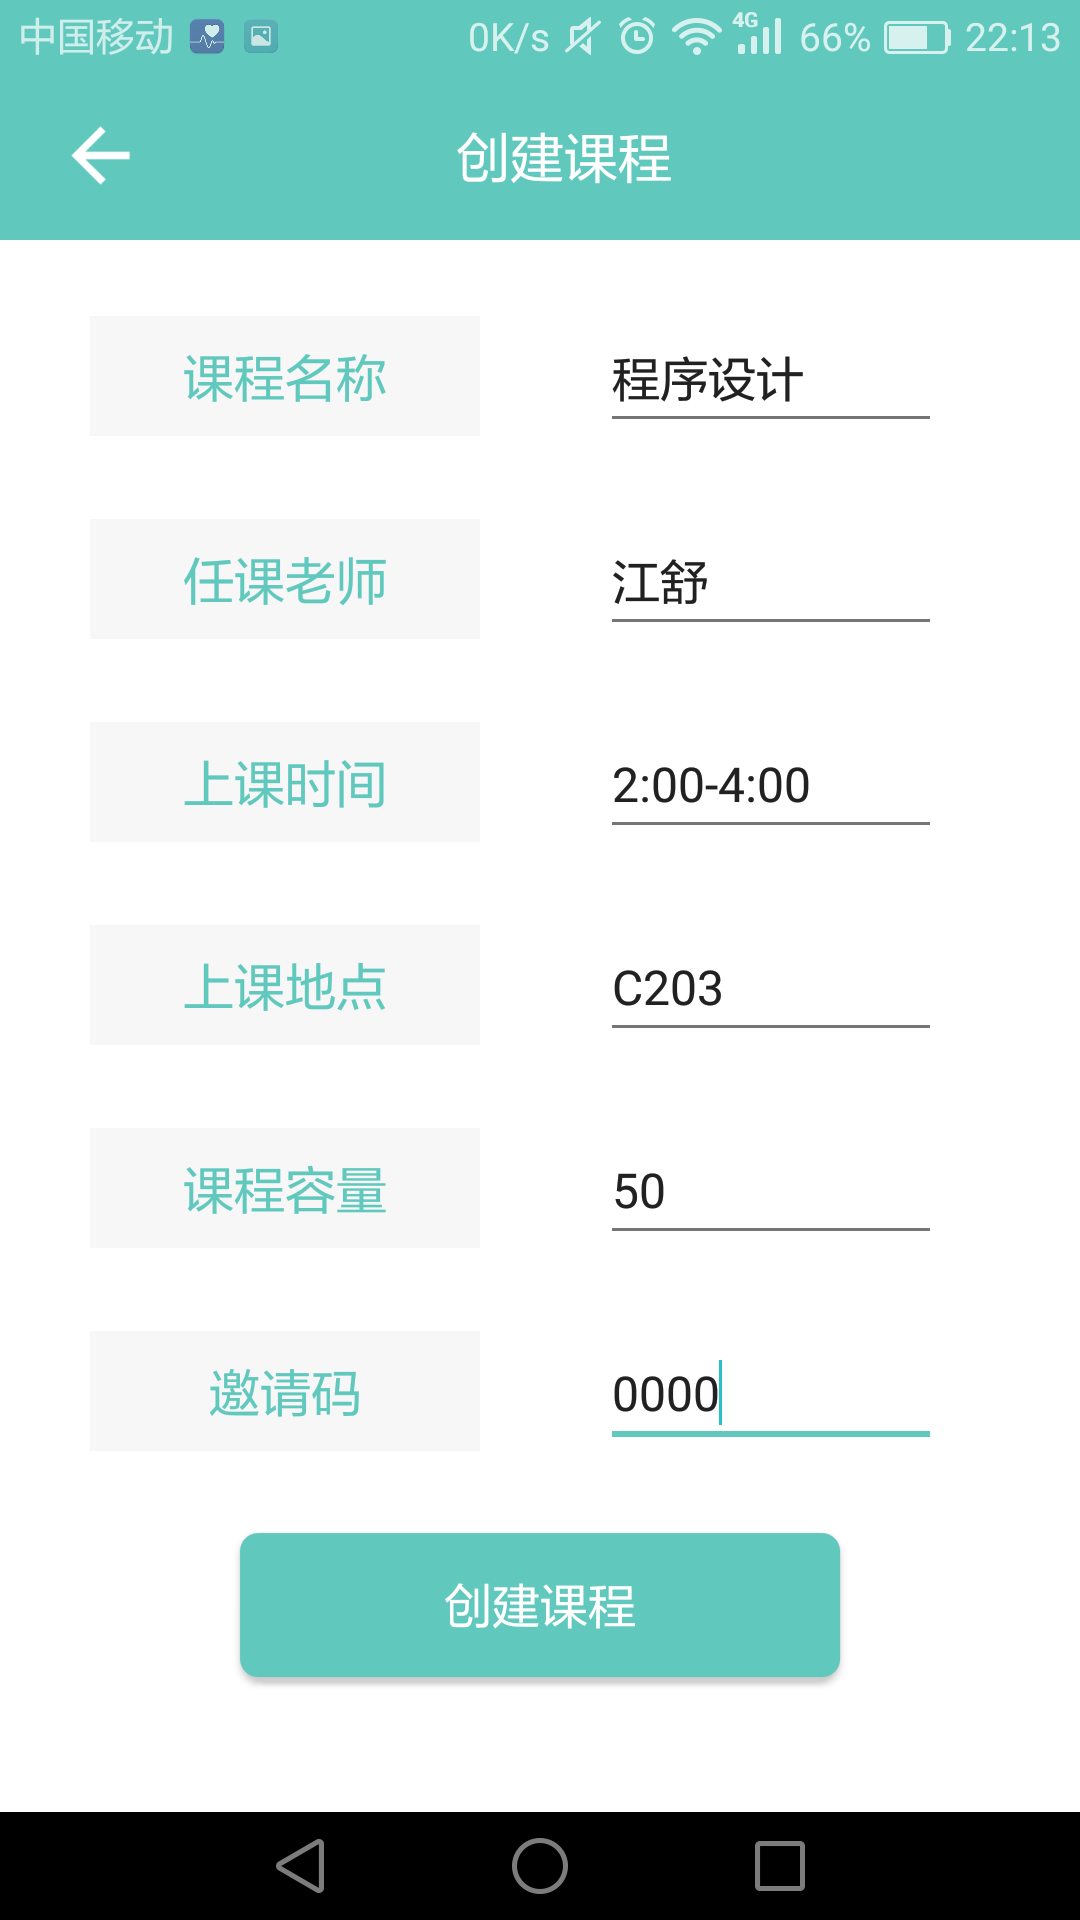 中国移动 0K/s 4G 66% 22:13
创建课程
课程名称 程序设计
任课老师 江舒
上课时间 2:00-4:00
上课地点 C203
课程容量 50
邀请码 0000
创建课程